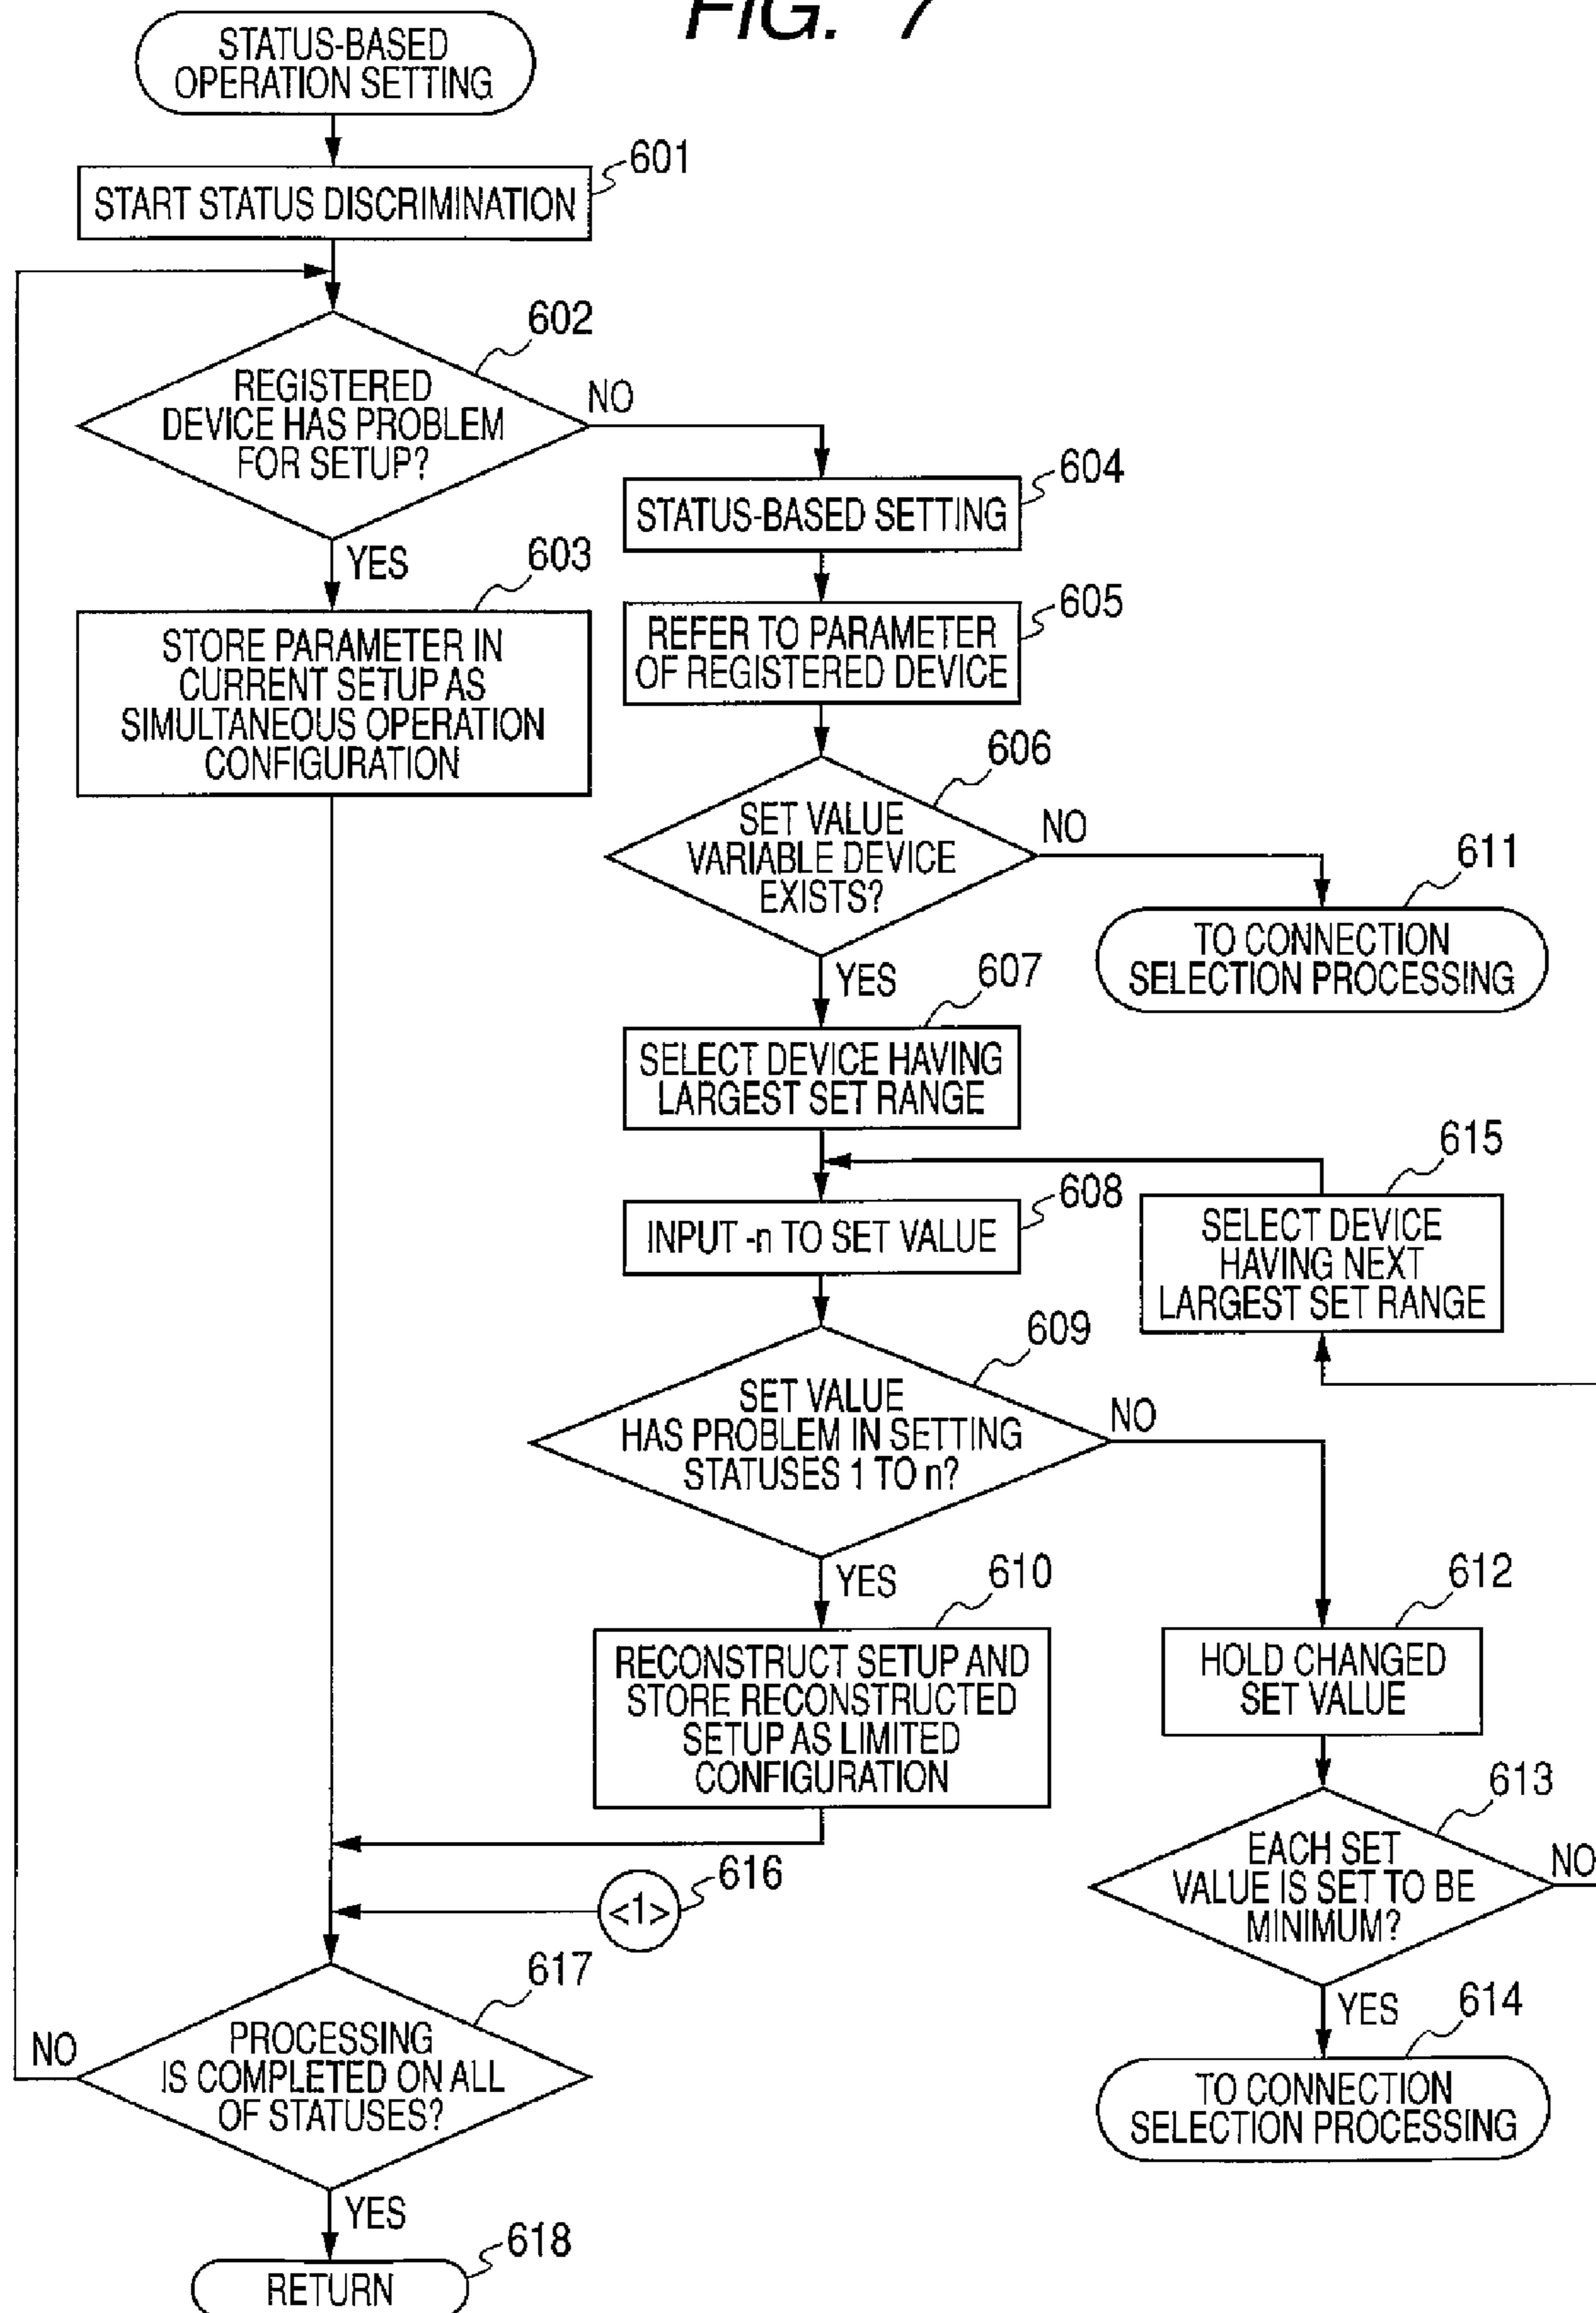 FIG. 7
STATUS-BASED
OPERATION SETTING
601
START STATUS DISCRIMINATION
602
REGISTERED
DEVICE HAS PROBLEM
FOR SETUP?
NO
YES
603
STORE PARAMETER IN
CURRENT SETUP AS
SIMULTANEOUS OPERATION
CONFIGURATION
604
STATUS-BASED SETTING
605
REFER TO PARAMETER
OF REGISTERED DEVICE
606
SET VALUE
VARIABLE DEVICE
EXISTS?
NO
611
TO CONNECTION
SELECTION PROCESSING
YES
607
SELECT DEVICE HAVING
LARGEST SET RANGE
615
SELECT DEVICE
HAVING NEXT
LARGEST SET RANGE
608
INPUT -n TO SET VALUE
609
SET VALUE
HAS PROBLEM IN SETTING
STATUSES 1 TO n?
NO
YES
610
RECONSTRUCT SETUP AND
STORE RECONSTRUCTED
SETUP AS LIMITED
CONFIGURATION
612
HOLD CHANGED
SET VALUE
613
EACH SET
VALUE IS SET TO BE
MINIMUM?
NO
YES
614
TO CONNECTION
SELECTION PROCESSING
616
<1>
617
PROCESSING
IS COMPLETED ON ALL
OF STATUSES?
NO
YES
618
RETURN